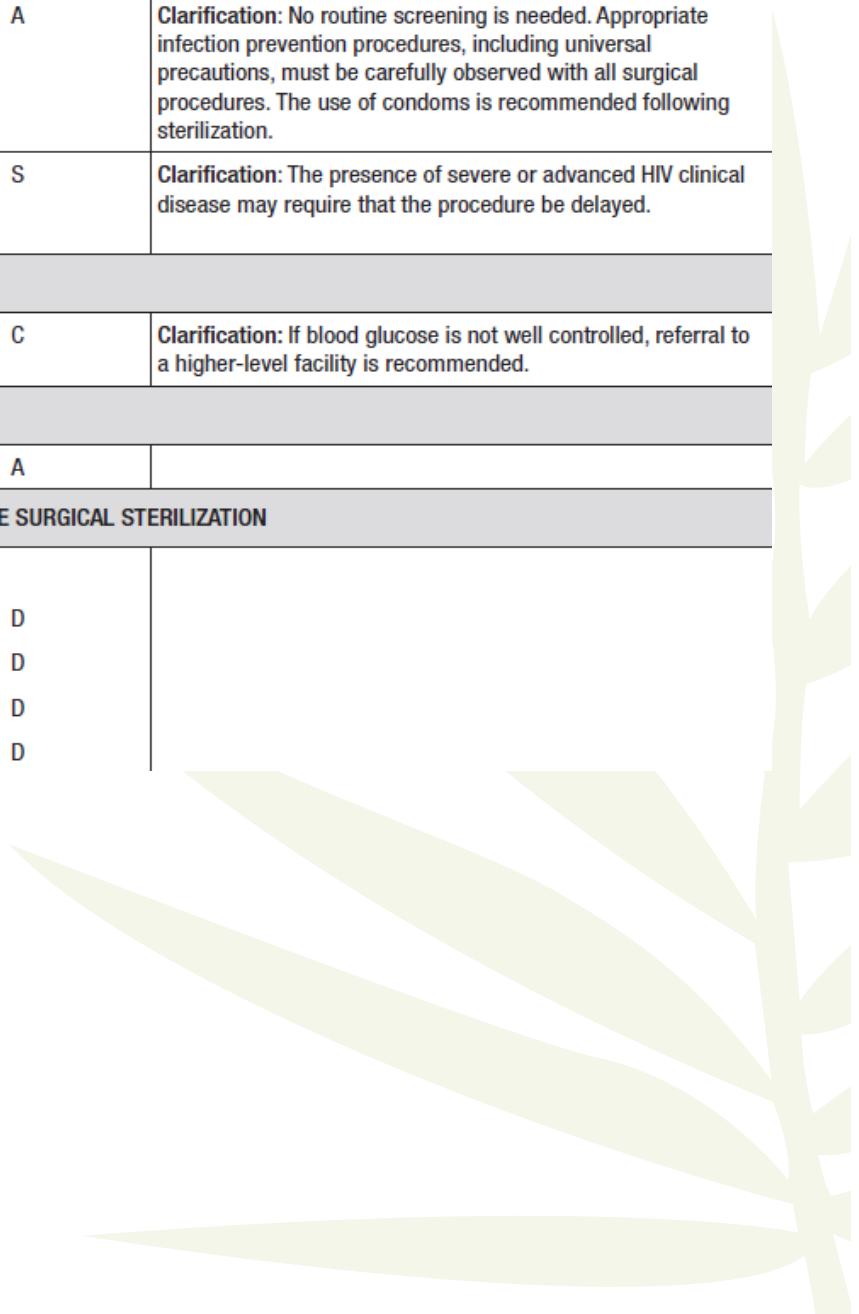 A
Clarification: No routine screening is needed. Appropriate
infection prevention procedures, including universal
precautions, must be carefully observed with all surgical
procedures. The use of condoms is recommended following
sterilization.
S
Clarification: The presence of severe or advanced HIV clinical
disease may require that the procedure be delayed.
C
Clarification: If blood glucose is not well controlled, referral to
a higher-level facility is recommended.
A
E SURGICAL STERILIZATION
D
D
D
D